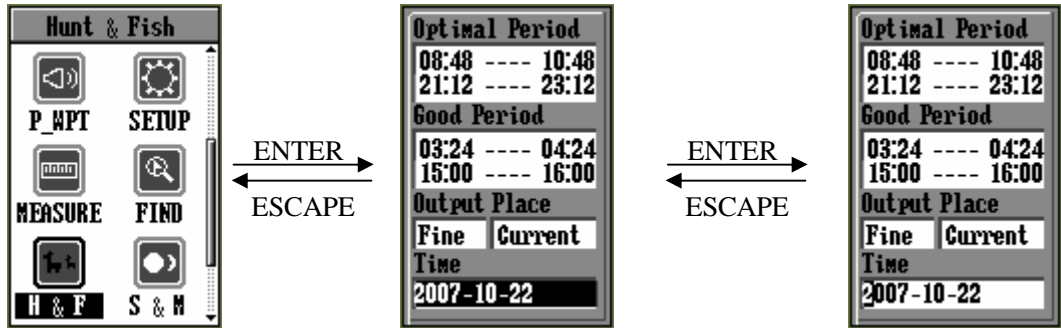 Hunt & Fish
P_WPT SETUP
MEASURE FIND
H & F S & M
ENTER
ESCAPE
Optimal Period
08:48 ---- 10:48
21:12 ---- 23:12
Good Period
03:24 ---- 04:24
15:00 ---- 16:00
Output Place
Fine Current
Time
2007-10-22
ENTER
ESCAPE
Optimal Period
08:48 ---- 10:48
21:12 ---- 23:12
Good Period
03:24 ---- 04:24
15:00 ---- 16:00
Output Place
Fine Current
Time
2007-10-22